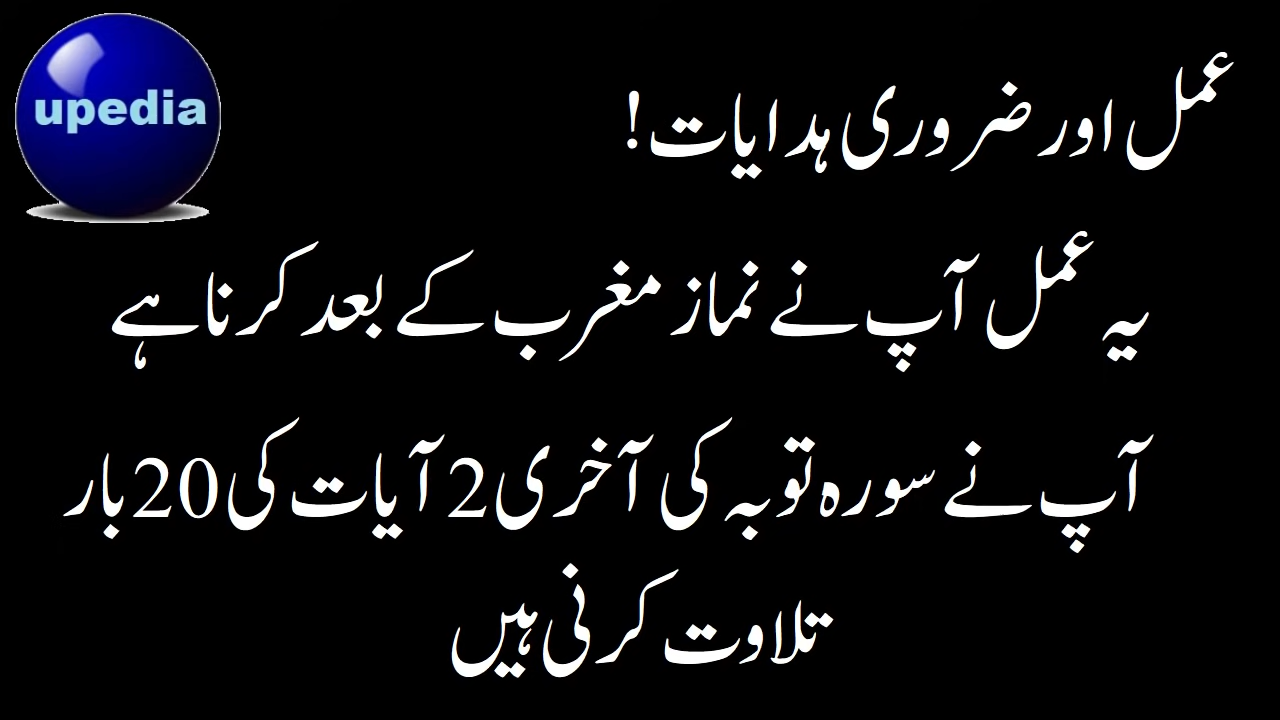 upedia
عمل اور ضروری ہدایات!
یہ عمل آپ نے نماز مغرب کے بعد کرنا ہے
آپ نے سورہ توبہ کی آخری 2 آیات کی 20 بار
تلاوت کرنی ہیں